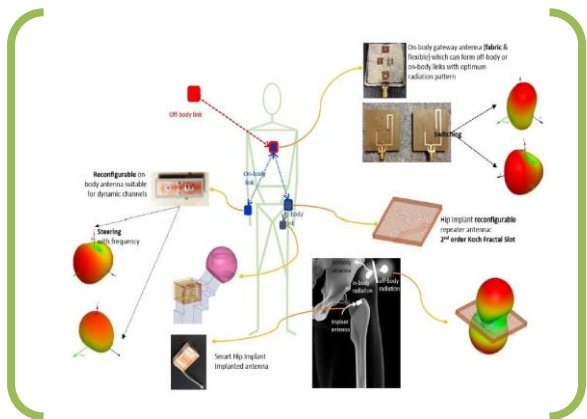 On-body gateway antenna (fabric &
flexible) which can form off-body or
on-body links with optimum
radiation pattern
Off body link
Switching
Reconfigurable on-
body antenna suitable
for dynamic channels
On-body
link
Steering
with frequency
Hip implant reconfigurable
repeater antenna:
2nd order Koch Fractal Slot
on-body
antenna
off-body
radiation
in-body
radiation
Implant
antenna
Smart Hip Implant
Implanted antenna